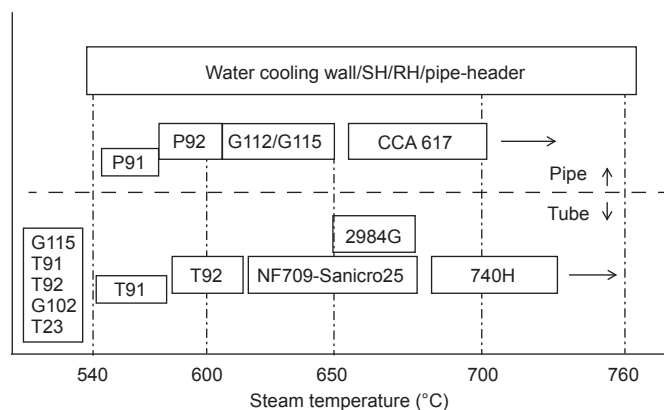 Water cooling wall/SH/RH/pipe-header
P92
G112/G115
CCA 617
P91
Pipe
Tube
G115
T91
T92
G102
T23
2984G
T91
T92
NF709-Sanicro25
740H
540
600
650
700
760
Steam temperature (°C)